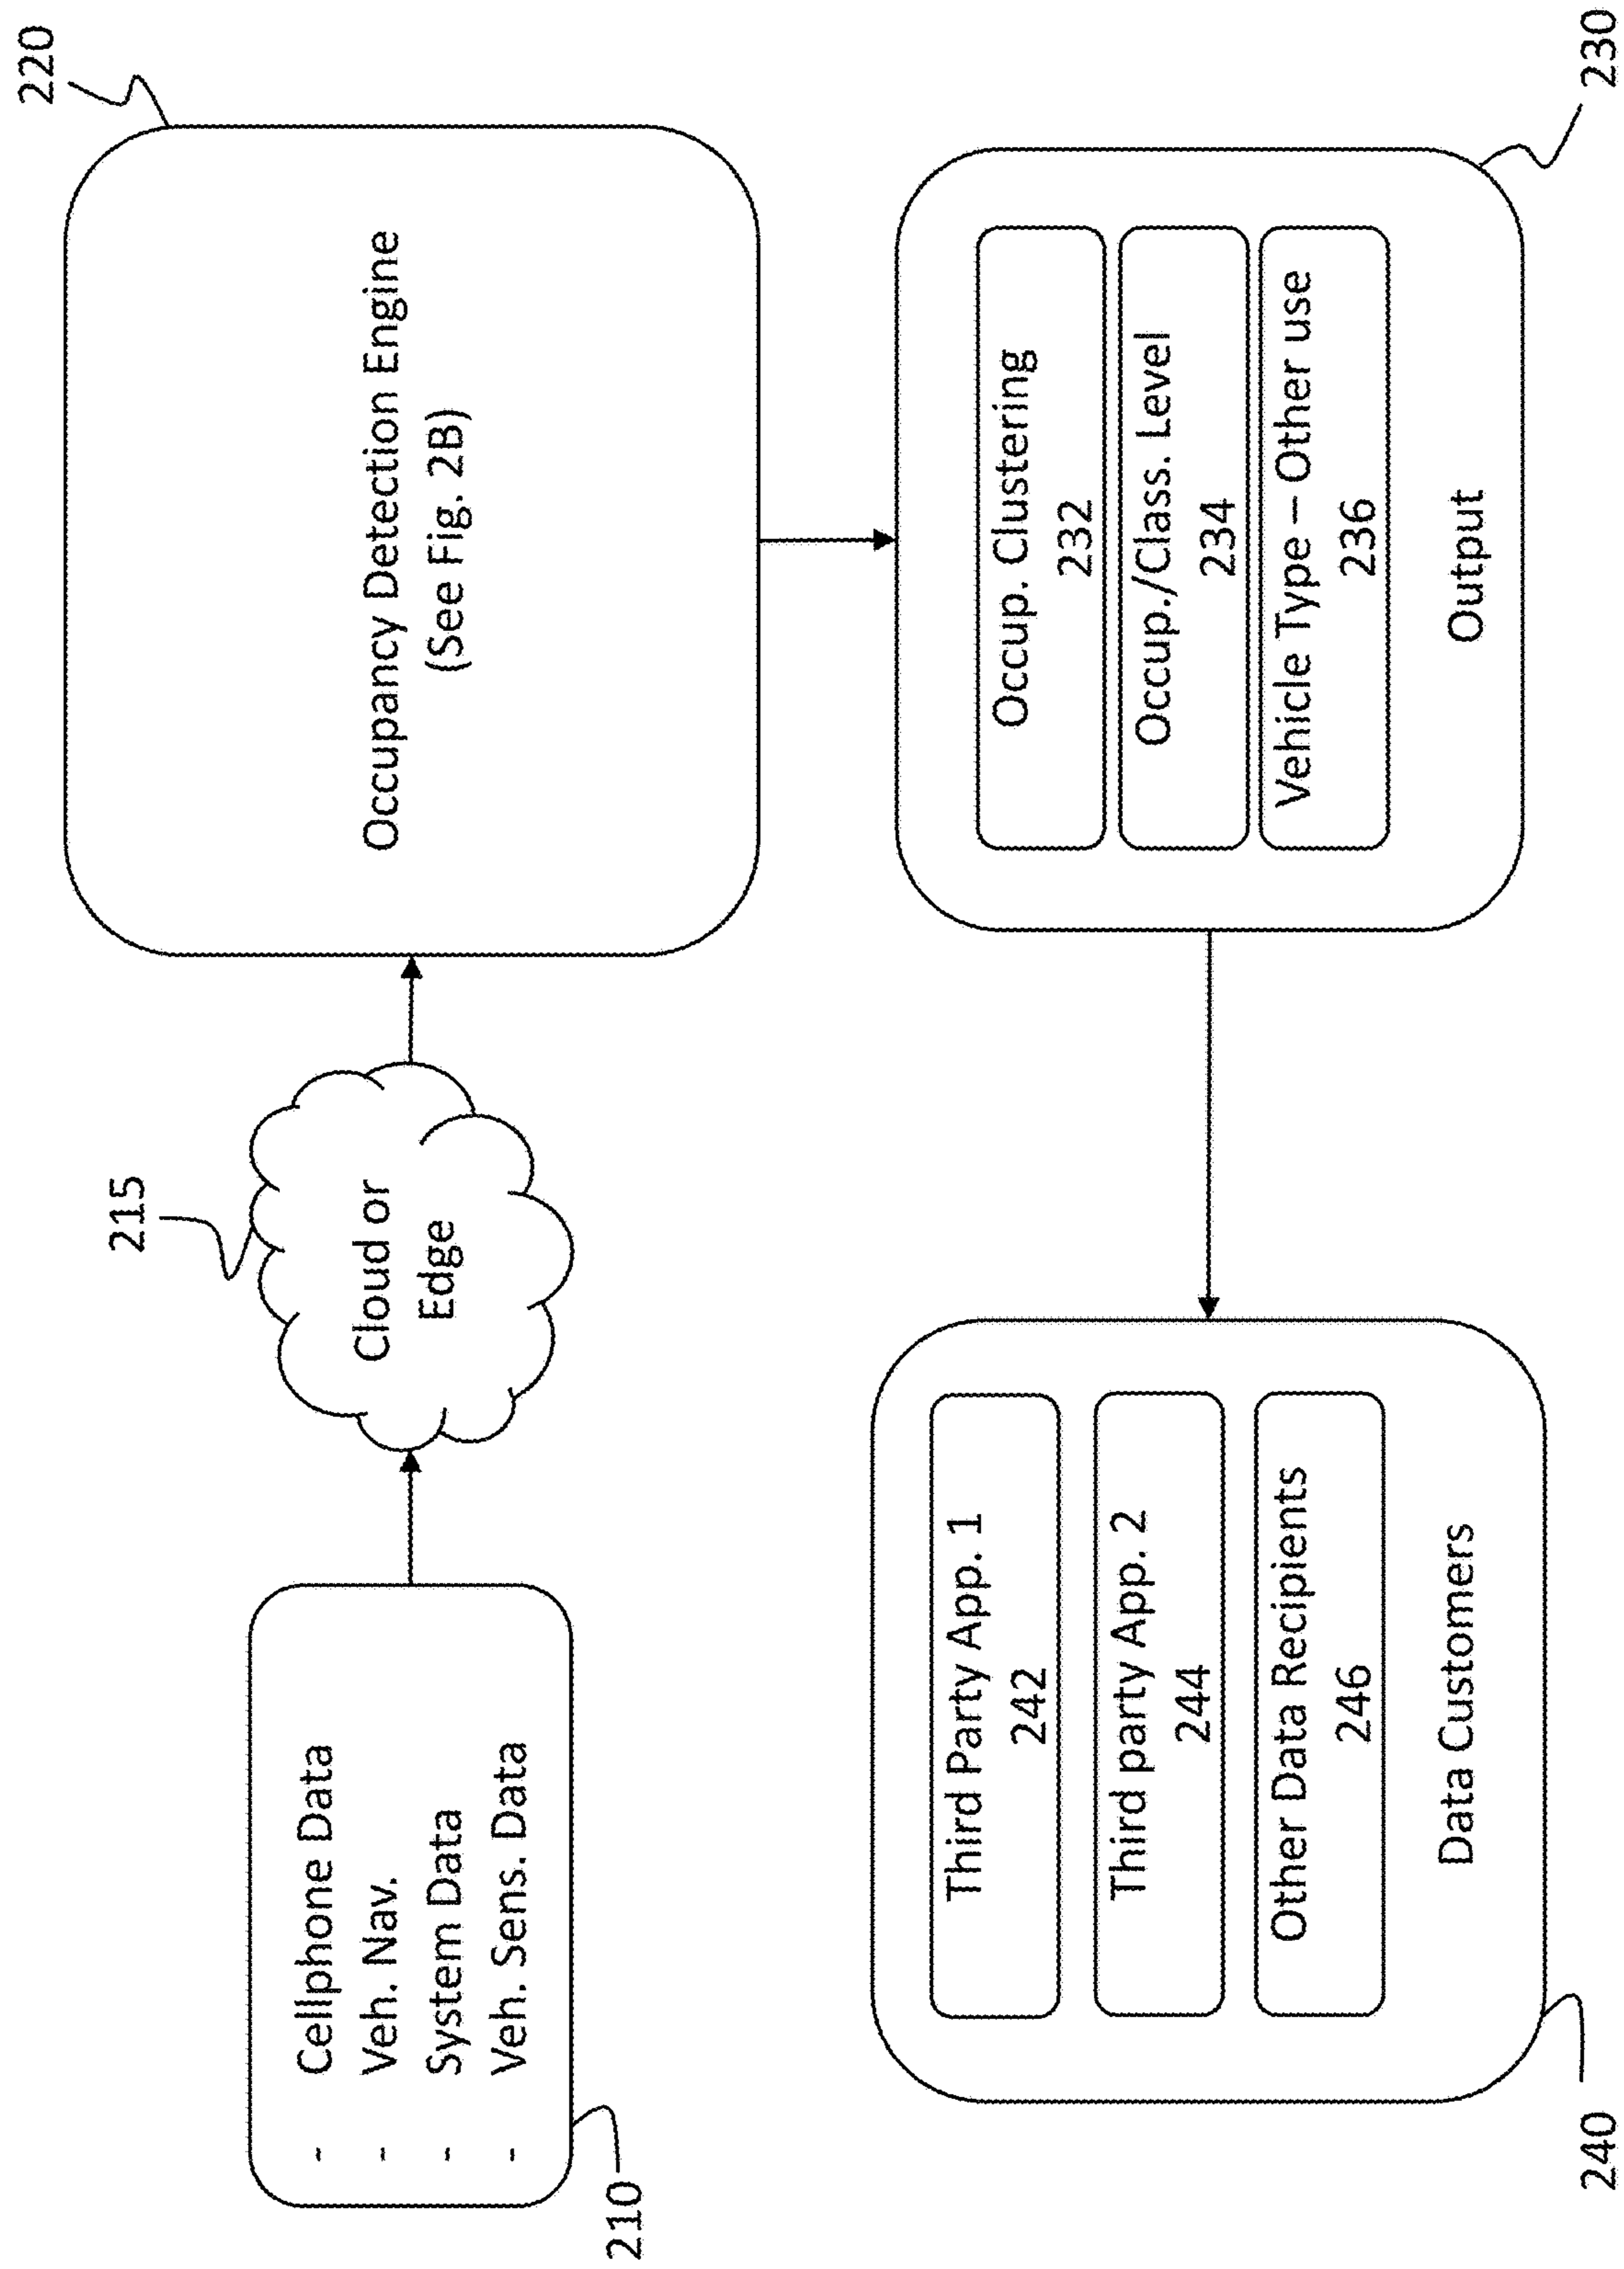 220
Occupancy Detection Engine
(See Fig. 2B)
215
Cloud or
Edge
- Cellphone Data
- Veh. Nav.
- System Data
- Veh. Sens. Data
210
Occup. Clustering
232
Occup./Class. Level
234
Vehicle Type – Other use
236
Output
230
Third Party App. 1
242
Third party App. 2
244
Other Data Recipients
246
Data Customers
240